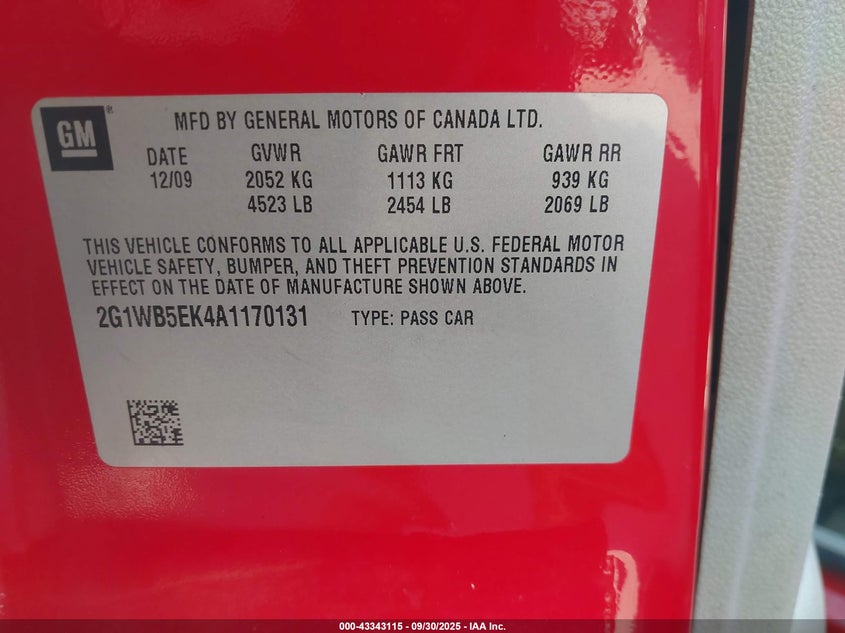 GM®
MFD BY GENERAL MOTORS OF CANADA LTD.
DATE GVWR GAWR FRT GAWR RR
12/09 2052 KG 1113 KG 939 KG
4523 LB 2454 LB 2069 LB
THIS VEHICLE CONFORMS TO ALL APPLICABLE U.S. FEDERAL MOTOR
VEHICLE SAFETY, BUMPER, AND THEFT PREVENTION STANDARDS IN
EFFECT ON THE DATE OF MANUFACTURE SHOWN ABOVE.
2G1WB5EK4A1170131 TYPE: PASS CAR
000-43343115 - 09/30/2025 - IAA Inc.